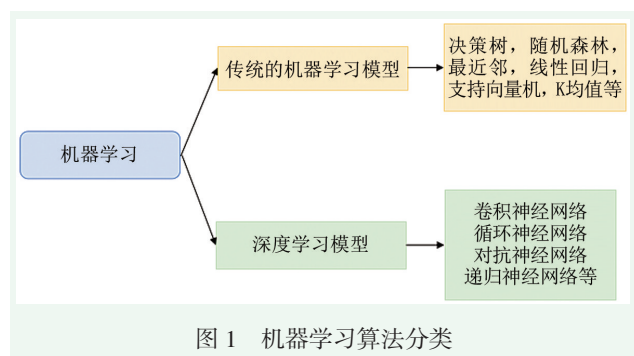 机器学习
传统的机器学习模型
决策树，随机森林，
最近邻，线性回归，
支持向量机，K均值等
深度学习模型
卷积神经网络
循环神经网络
对抗神经网络
递归神经网络等
图 1　机器学习算法分类